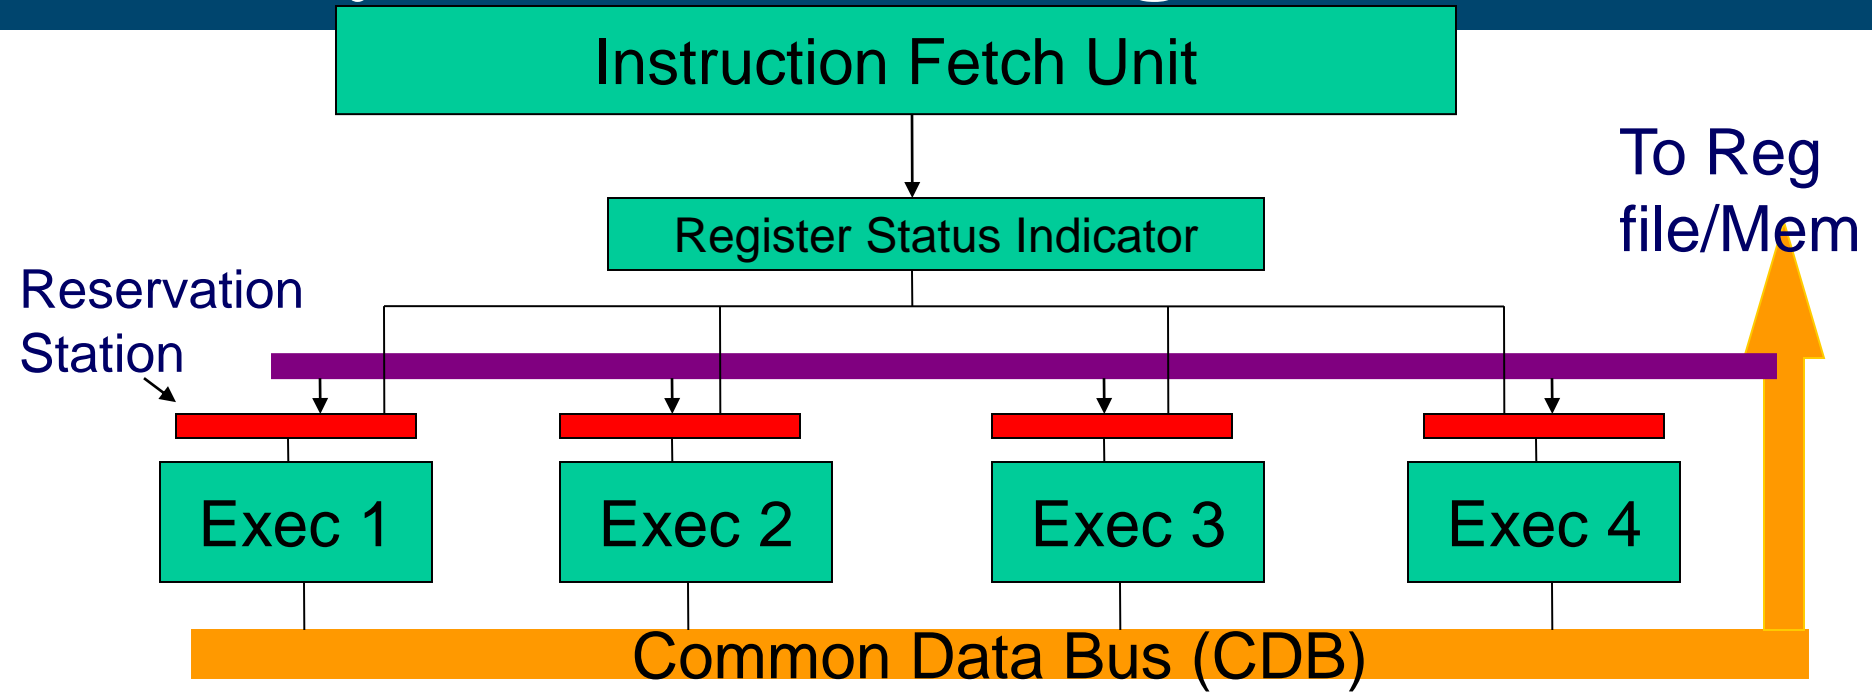 Instruction Fetch Unit
To Reg
file/Mem
Register Status Indicator
Reservation
Station
Exec 1
Exec 2
Exec 3
Exec 4
Common Data Bus (CDB)